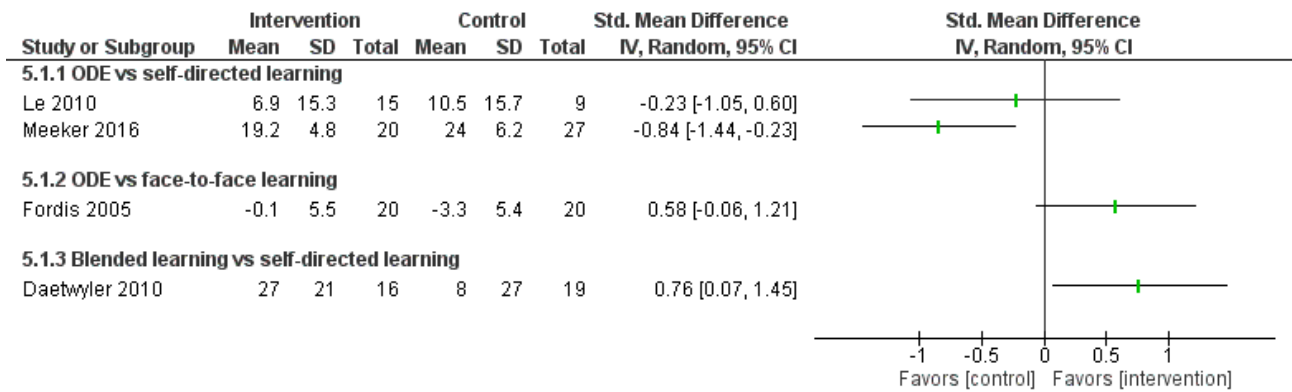 Intervention Control Std. Mean Difference Std. Mean Difference
Study or Subgroup Mean SD Total Mean SD Total IV, Random, 95% CI IV, Random, 95% CI
5.1.1 ODE vs self-directed learning
Le 2010 6.9 15.3 15 10.5 15.7 9 -0.23 [-1.05, 0.60]
Meeker 2016 19.2 4.8 20 24 6.2 27 -0.84 [-1.44, -0.23]
5.1.2 ODE vs face-to-face learning
Fordis 2005 -0.1 5.5 20 -3.3 5.4 20 0.58 [-0.06, 1.21]
5.1.3 Blended learning vs self-directed learning
Daetwyler 2010 27 21 16 8 27 19 0.76 [0.07, 1.45]
-1 -0.5 0 0.5 1
Favors [control] Favors [intervention]